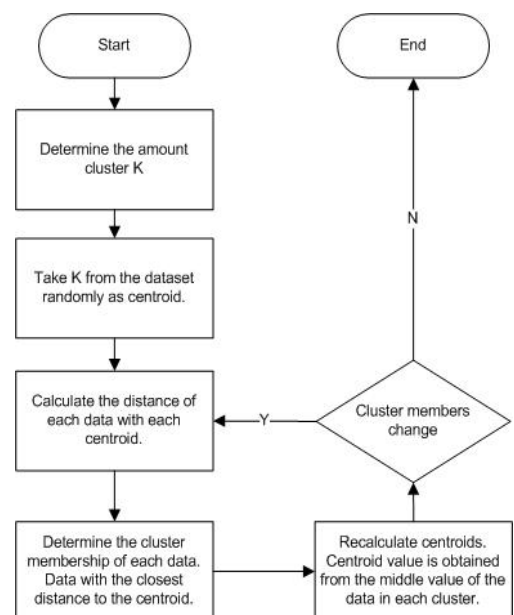 Start
End
Determine the amount
cluster K
Take K from the dataset
randomly as centroid.
N
Calculate the distance of
each data with each
centroid.
Y
Cluster members
change
Determine the cluster
membership of each data.
Data with the closest
distance to the centroid.
Recalculate centroids.
Centroid value is obtained
from the middle value of the
data in each cluster.